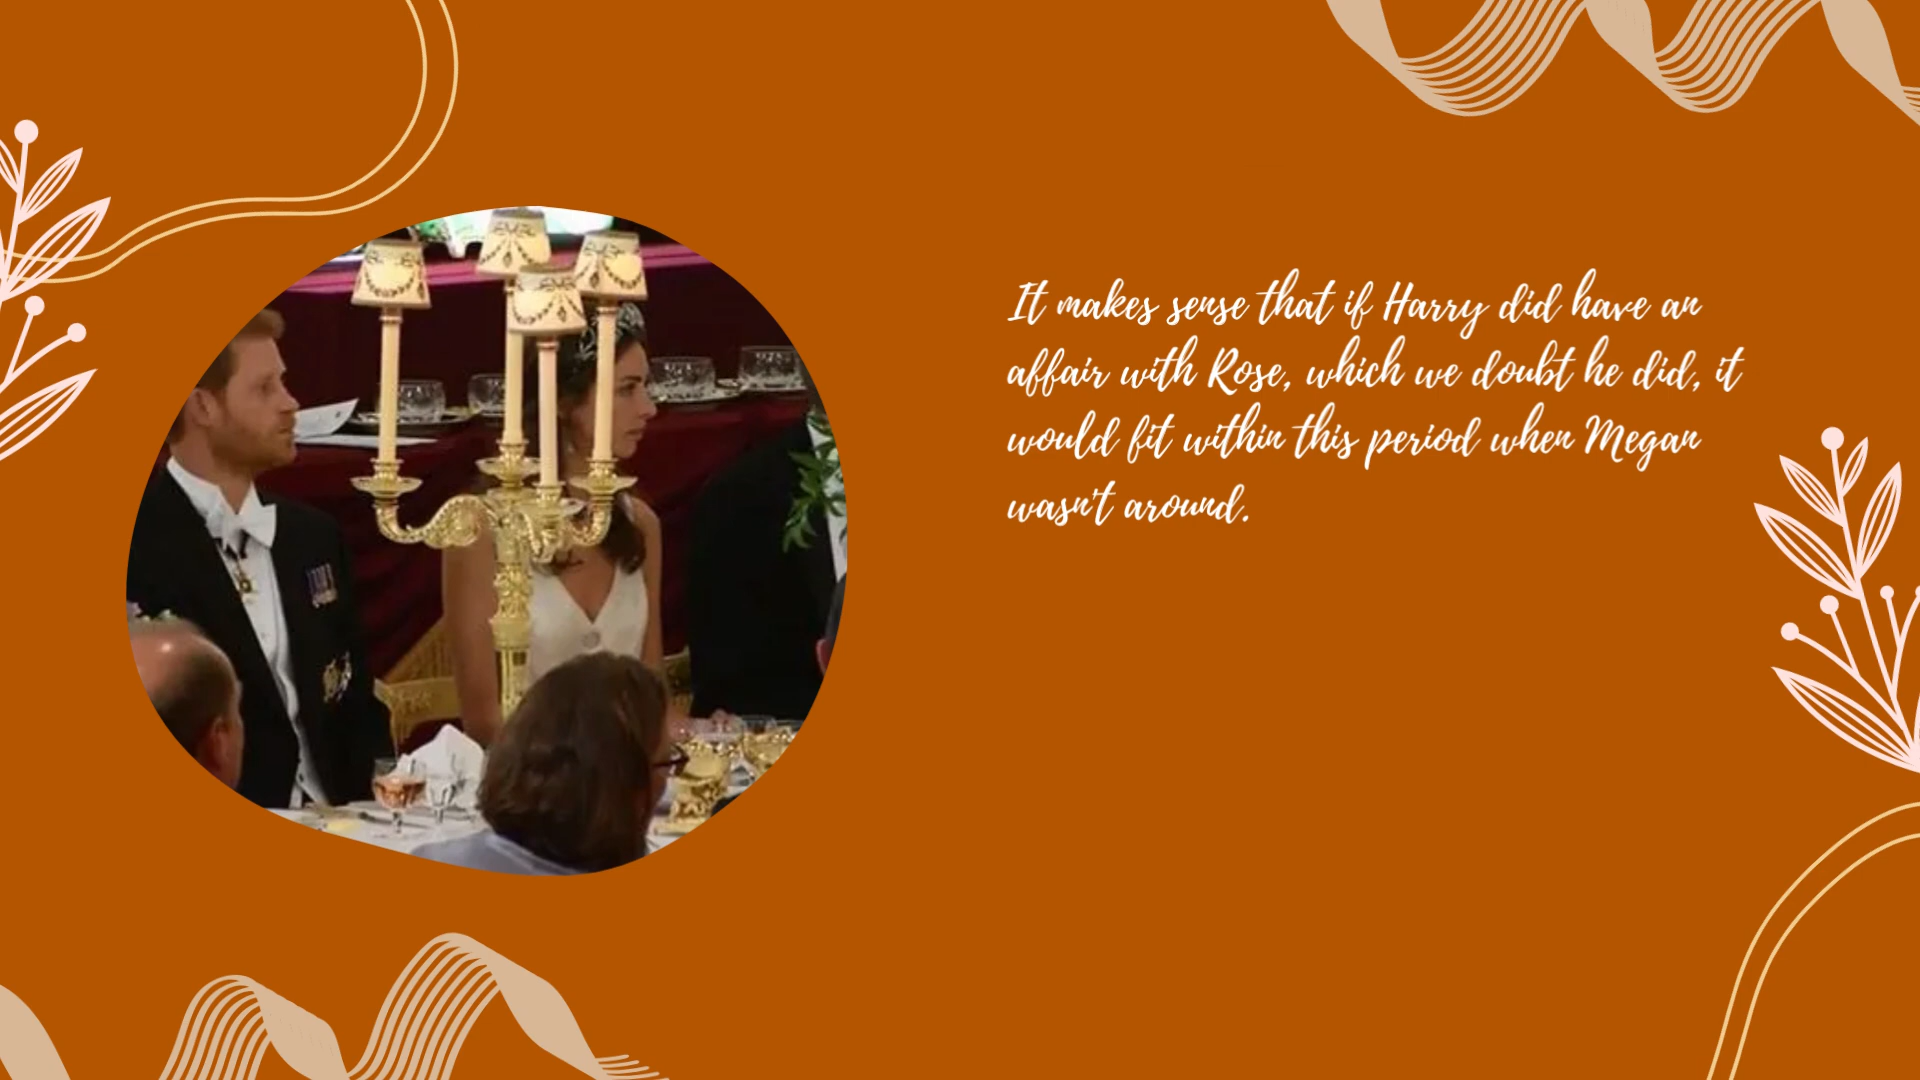 It makes sense that if Harry did have an
affair with Rose, which we doubt he did, it
would fit within this period when Megan
wasn't around.